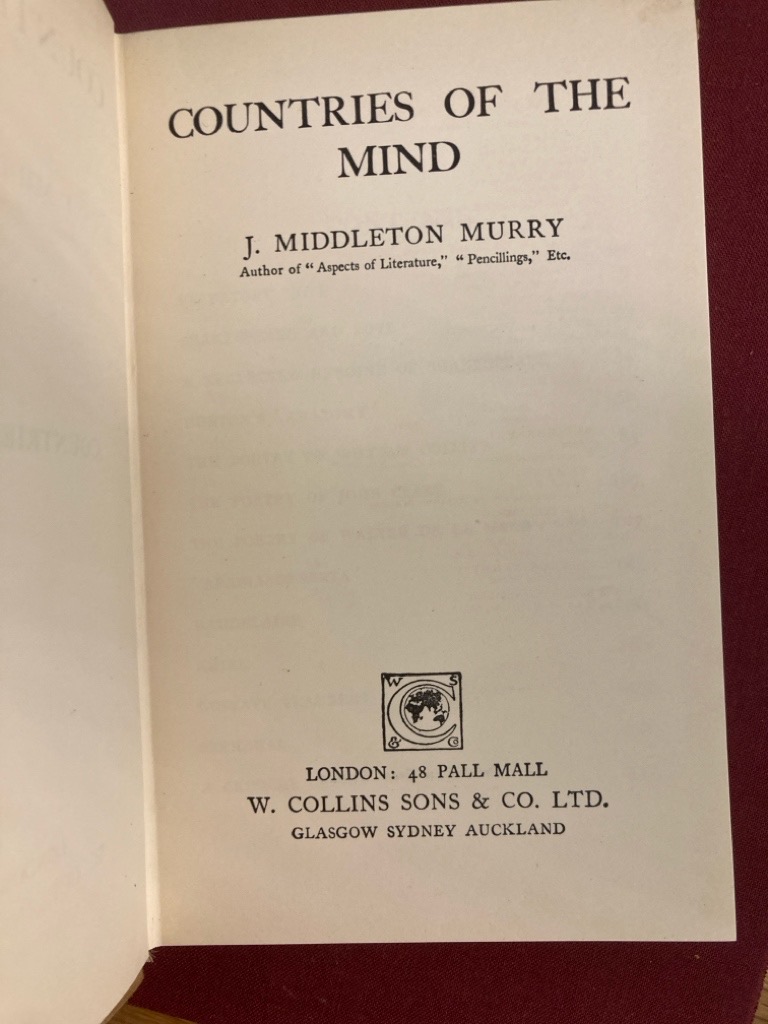 COUNTRIES OF THE
MIND
J. MIDDLETON MURRY
Author of “Aspects of Literature,” “Pencillings,” Etc.
W S
C
& Co
LONDON: 48 PALL MALL
W. COLLINS SONS & CO. LTD.
GLASGOW SYDNEY AUCKLAND